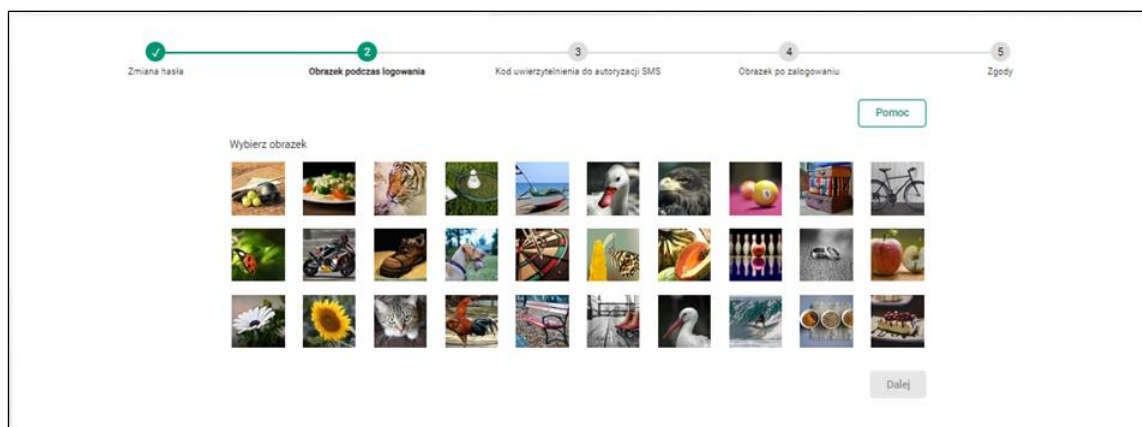 2 3 4 5
Zmiana hasła Obrazek podczas logowania Kod uwierzytelnienia do autoryzacji SMS Obrazek po zalogowaniu Zgody
Pomoc
Wybierz obrazek
Dalej